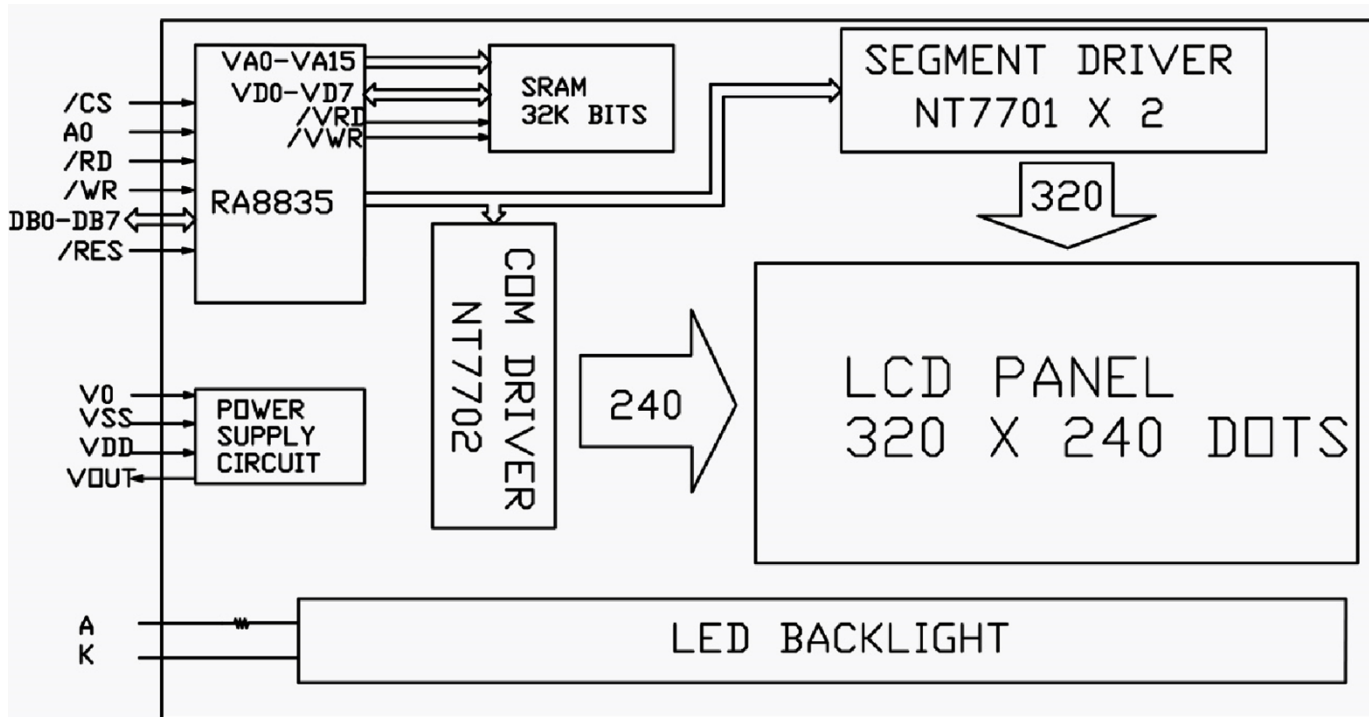 /CS
A0
/RD
/WR
DB0-DB7
/RES
VA0-VA15
VD0-VD7
/VRD
/VWR
RA8835
SRAM
32K BITS
SEGMENT DRIVER
NT7701 X 2
320
COM DRIVER
NT7702
240
LCD PANEL
320 X 240 DOTS
V0
VSS
VDD
VOUT
POWER
SUPPLY
CIRCUIT
A
K
LED BACKLIGHT